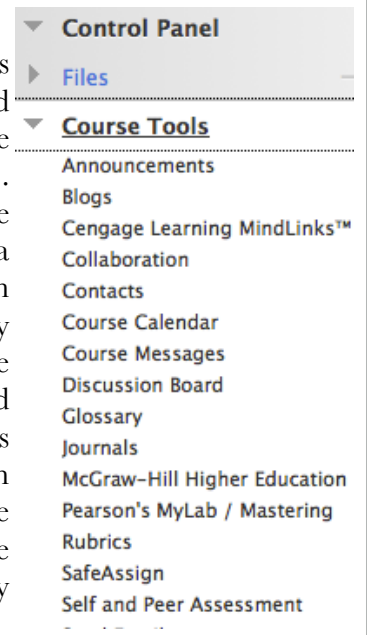 Control Panel
Files
Course Tools
Announcements
Blogs
Cengage Learning MindLinks™
Collaboration
Contacts
Course Calendar
Course Messages
Discussion Board
Glossary
Journals
McGraw-Hill Higher Education
Pearson's MyLab / Mastering
Rubrics
SafeAssign
Self and Peer Assessment